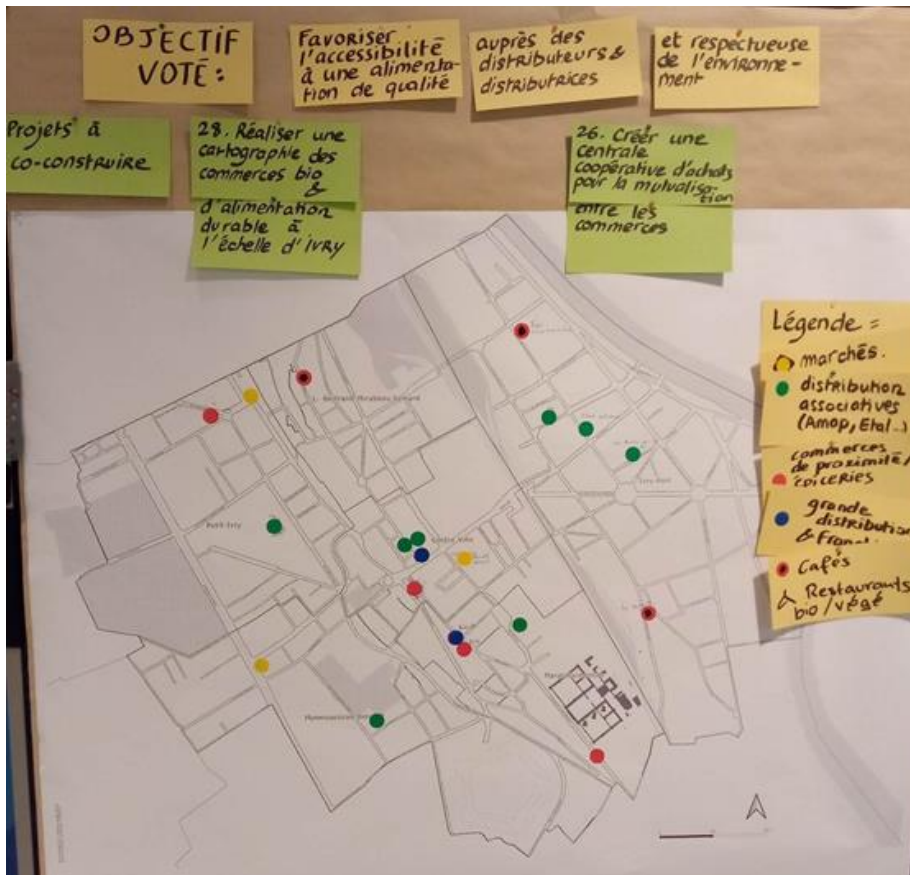 OBJECTIF
VOTÉ :
Favoriser
l'accessibilité
à une alimenta-
tion de qualité
auprès des
distributeurs &
distributrices
et respectueuse
de l'environne-
ment
Projets à
co-construire
28. Réaliser une
cartographie des
commerces bio
&
d'alimentation
durable à
l'échelle d'IVRY
26. Créer une
centrale
coopérative d'achats
pour la mutualisa-
tion
entre les
commerces
Légende =
marchés.
distribution
associatives
(Amap, Etal..)
commerces
de proximité/
épiceries
grande
distribution
&
Cafés
Restaurants
bio/végé
Petit-Ivry
Centre Ville
Monmousseau